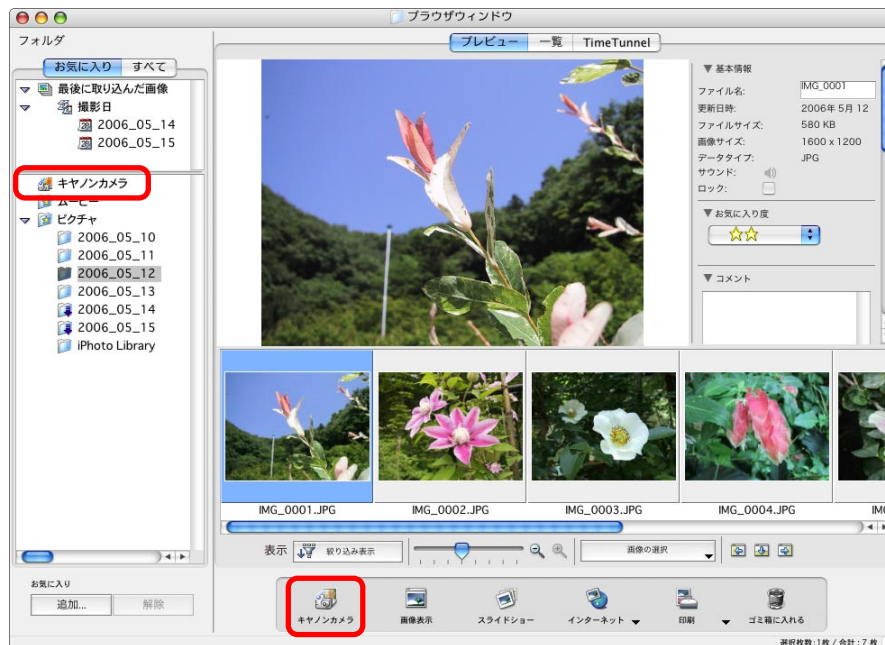 ブラウザウィンドウ
フォルダ
お気に入り すべて
最後に取り込んだ画像
撮影日
2006_05_14
2006_05_15
キヤノンカメラ
ムービー
ピクチャ
2006_05_10
2006_05_11
2006_05_12
2006_05_13
2006_05_14
2006_05_15
iPhoto Library
お気に入り
追加... 解除
プレビュー 一覧 TimeTunnel
基本情報
ファイル名: IMG_0001
更新日時: 2006年 5月 12
ファイルサイズ: 580 KB
画像サイズ: 1600 x 1200
データタイプ: JPG
サウンド:
ロック:
お気に入り度
コメント
IMG_0001.JPG IMG_0002.JPG IMG_0003.JPG IMG_0004.JPG
表示 絞り込み表示 画像の選択
キヤノンカメラ 画像表示 スライドショー インターネット 印刷 ゴミ箱に入れる
選択枚数:1枚 / 合計:7 枚